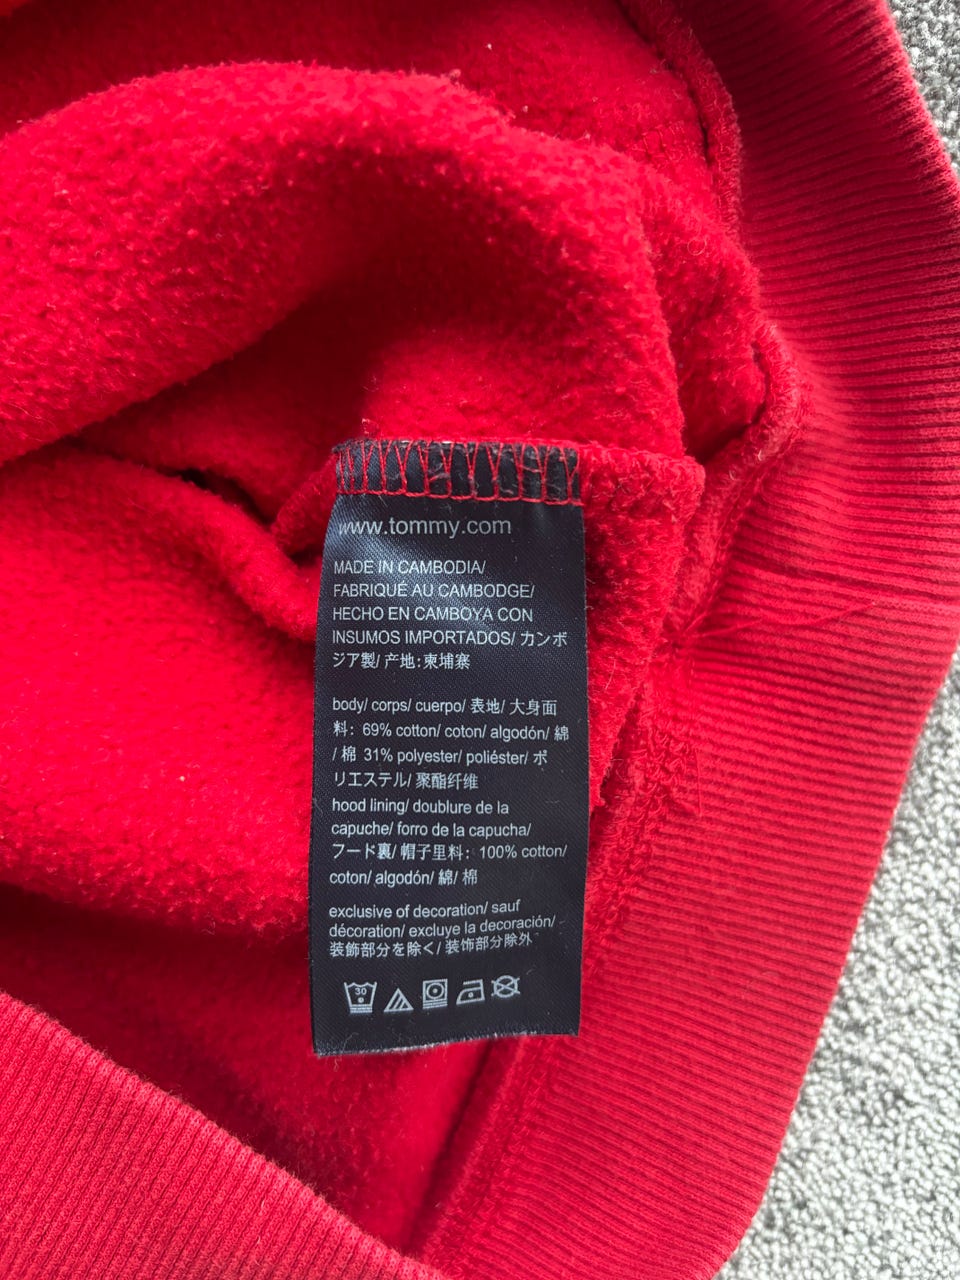 www.tommy.com
MADE IN CAMBODIA/
FABRIQUÉ AU CAMBODGE/
HECHO EN CAMBOYA CON
INSUMOS IMPORTADOS/ カンボ
ジア製/ 产地:柬埔寨
body/ corps/ cuerpo/ 表地/ 大身面
料: 69% cotton/ coton/ algodón/ 綿
/ 棉 31% polyester/ poliéster/ ポ
リエステル/ 聚酯纤维
hood lining/ doublure de la
capuche/ forro de la capucha/
フード裏/ 帽子里料: 100% cotton/
coton/ algodón/ 綿/ 棉
exclusive of decoration/ sauf
décoration/ excluye la decoración/
装飾部分を除く/ 装饰部分除外
30